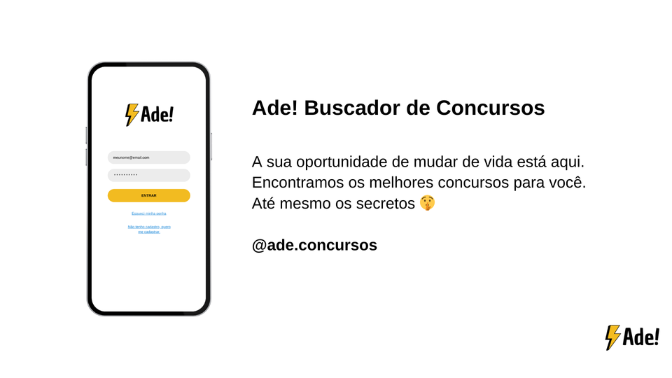 Ade!
meunome@email.com
**********
ENTRAR
Esqueci minha senha
Não tenho cadastro, quero
me cadastrar.
Ade! Buscador de Concursos
A sua oportunidade de mudar de vida está aqui.
Encontramos os melhores concursos para você.
Até mesmo os secretos 🤫
@ade.concursos
Ade!